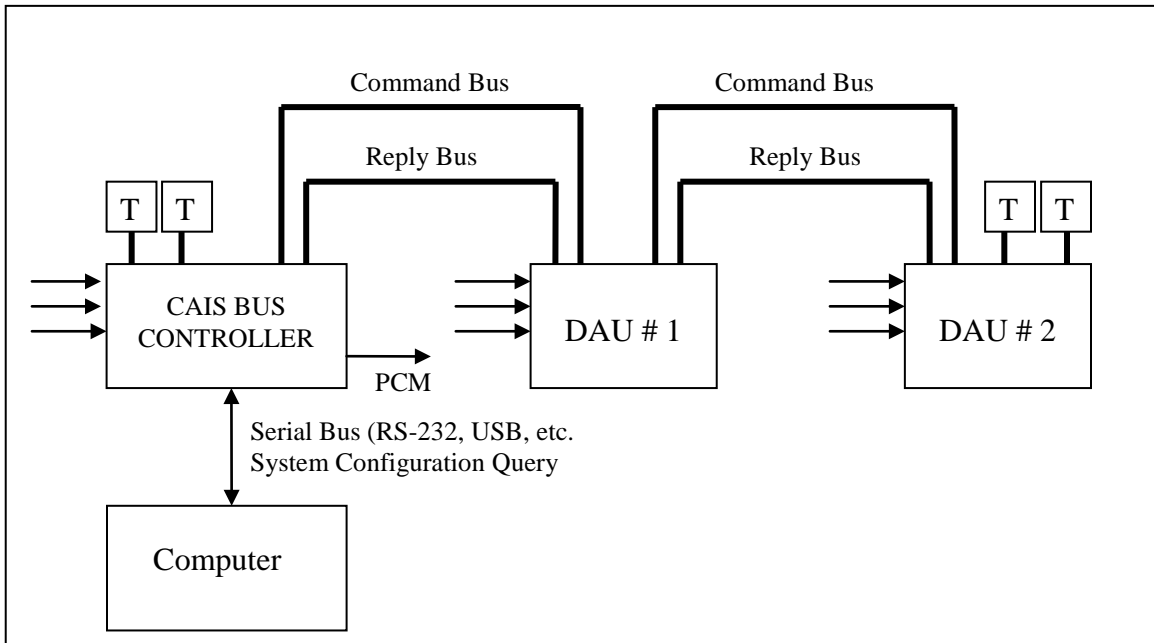 Command Bus
Command Bus
Reply Bus
Reply Bus
T
T
T
T
CAIS BUS
CONTROLLER
DAU # 1
DAU # 2
PCM
Serial Bus (RS-232, USB, etc.
System Configuration Query
Computer